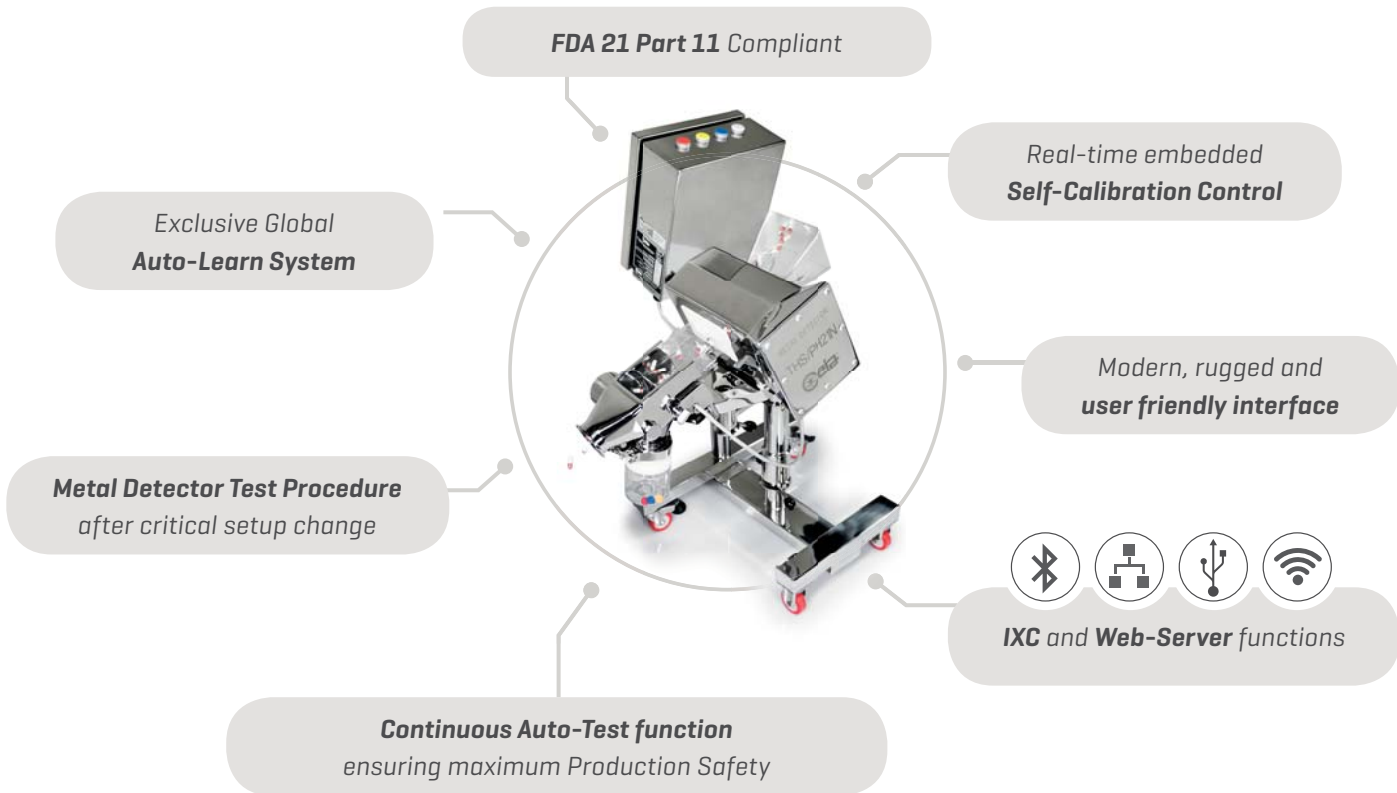 FDA 21 Part 11 Compliant
Real-time embedded
Self-Calibration Control
Exclusive Global
Auto-Learn System
THS/PH21N
Modern, rugged and
user friendly interface
Metal Detector Test Procedure
after critical setup change
IXC and Web-Server functions
Continuous Auto-Test function
ensuring maximum Production Safety